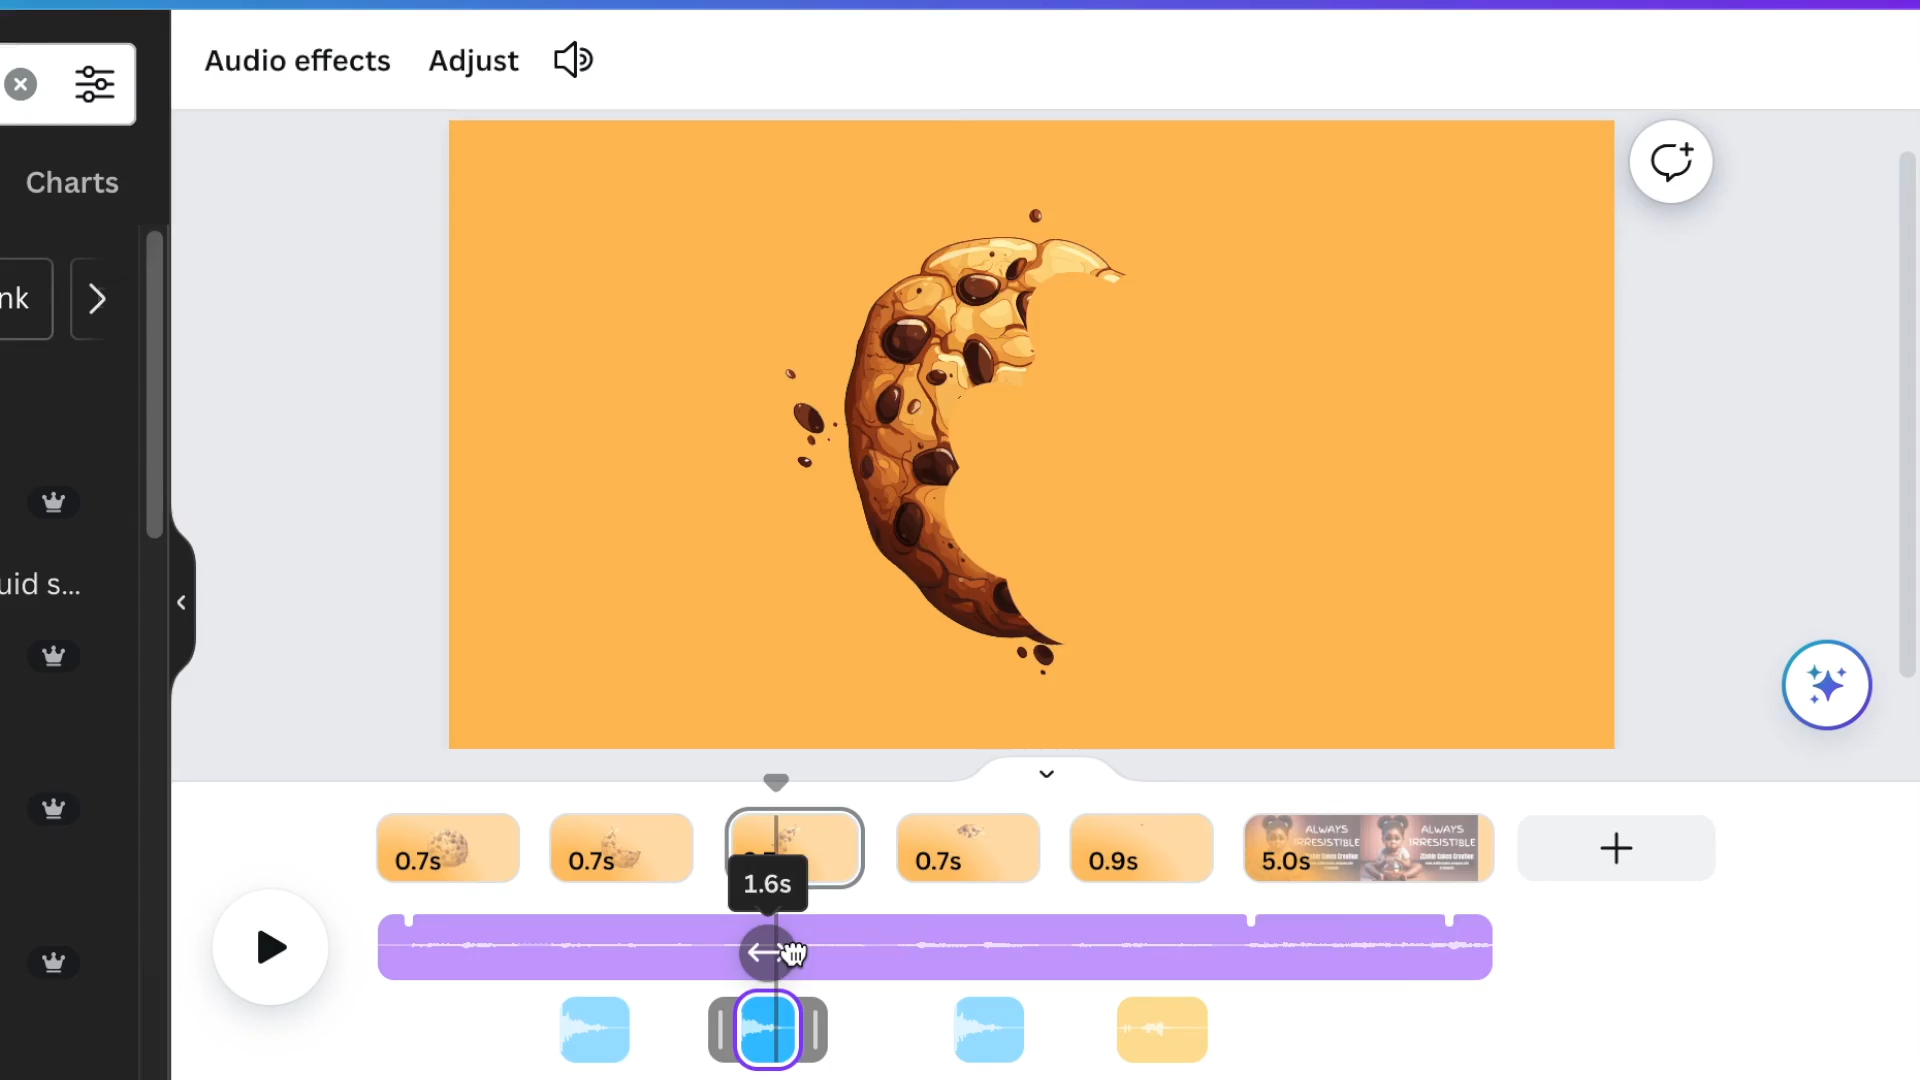 Audio effects Adjust
Charts
nk
uid s...
0.7s
0.7s
0.7s
0.9s
5.0s
ALWAYS
IRRESISTIBLE
ALWAYS
IRRESISTIBLE
1.6s